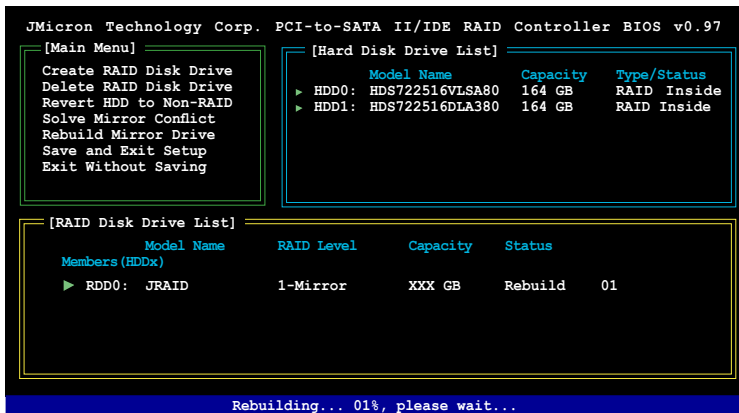 JMicron Technology Corp. PCI-to-SATA II/IDE RAID Controller BIOS v0.97
[Main Menu]
Create RAID Disk Drive
Delete RAID Disk Drive
Revert HDD to Non-RAID
Solve Mirror Conflict
Rebuild Mirror Drive
Save and Exit Setup
Exit Without Saving
[Hard Disk Drive List]
Model Name Capacity Type/Status
HDD0: HDS722516VLSA80 164 GB RAID Inside
HDD1: HDS722516DLA380 164 GB RAID Inside
[RAID Disk Drive List]
Model Name RAID Level Capacity Status
Members(HDDx)
RDD0: JRAID 1-Mirror XXX GB Rebuild 01
Rebuilding... 01%, please wait...